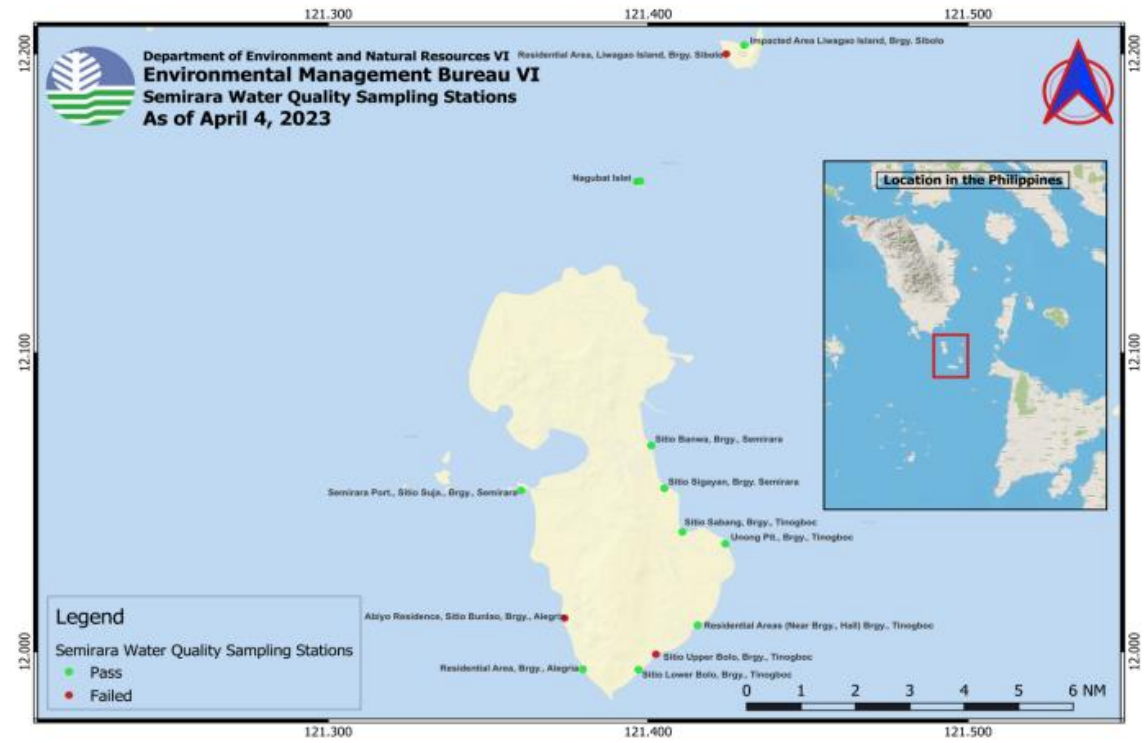 121.300 121.400 121.500
12.200 12.200
Department of Environment and Natural Resources VI
Environmental Management Bureau VI
Semirara Water Quality Sampling Stations
As of April 4, 2023
Impacted Area Liwagao Island, Brgy. Sibolo
Residential Area, Liwagao Island, Brgy. Sibolo
Nagubat Islet
Location in the Philippines
12.100 12.100
Sitio Banwa, Brgy., Semirara
Sitio Sigayan, Brgy. Semirara
Semirara Port., Sitio Suja., Brgy., Semirara
Sitio Sabang, Brgy., Tinogboc
Unong Pit., Brgy., Tinogboc
Abiyo Residence, Sitio Bunlao, Brgy., Alegria
Residential Areas (Near Brgy., Hall) Brgy., Tinogboc
12.000 12.000
Sitio Upper Bolo, Brgy., Tinogboc
Residential Area, Brgy., Alegria
Sitio Lower Bolo, Brgy., Tinogboc
Legend
Semirara Water Quality Sampling Stations
Pass
Failed
0 1 2 3 4 5 6 NM
121.300 121.400 121.500